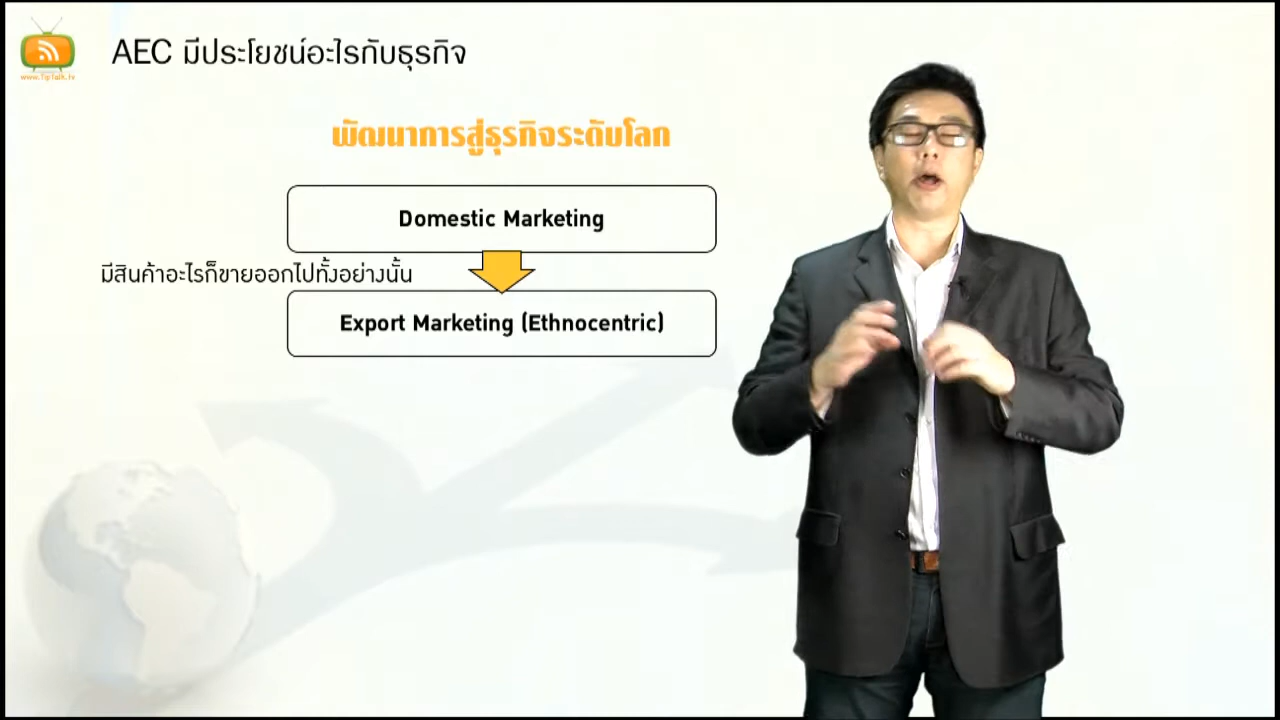 www.TipTalk.tv
AEC มีประโยชน์อะไรกับธุรกิจ
พัฒนาการสู่ธุรกิจระดับโลก
Domestic Marketing
มีสินค้าอะไรก็ขายออกไปทั้งอย่างนั้น
Export Marketing (Ethnocentric)